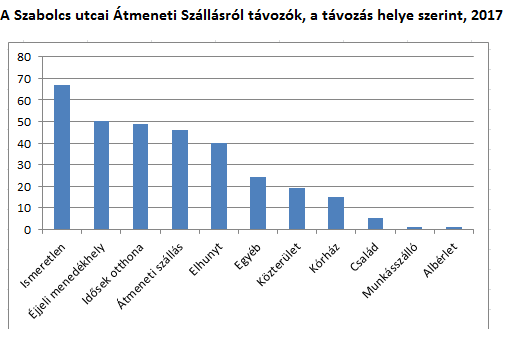 A Szabolcs utcai Átmeneti Szállásról távozók, a távozás helye szerint, 2017
80
70
60
50
40
30
20
10
0
Ismeretlen
Éjjeli menedékhely
Idősek otthona
Átmeneti szállás
Elhunyt
Egyéb
Közterület
Kórház
Család
Munkásszálló
Albérlet